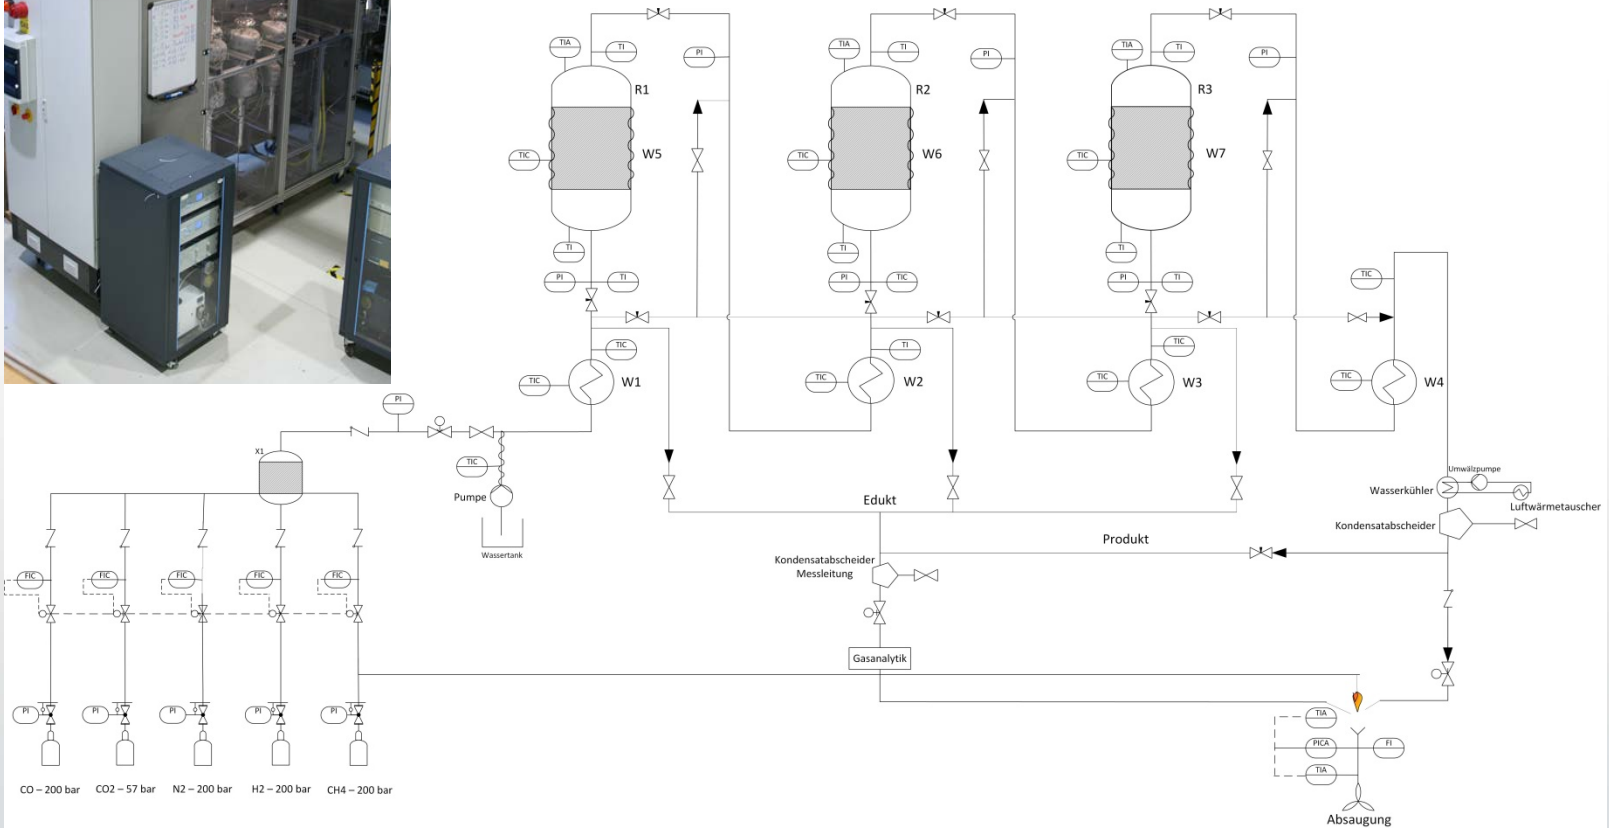 TIA
TI
PI
R1
TIC
W5
TI
PI
TI
TIC
TIC
W1
TIA
TI
PI
R2
TIC
W6
TI
PI
TIC
TI
TIC
W2
TIA
TI
PI
R3
TIC
W7
TI
PI
TI
TIC
TIC
W3
TIC
TIC
W4
PI
X1
TIC
Pumpe
Wassertank
Umwälzpumpe
Wasserkühler
Luftwärmetauscher
Kondensatabscheider
Edukt
Produkt
Kondensatabscheider
Messleitung
Gasanalytik
FIC
FIC
FIC
FIC
FIC
PI
PI
PI
PI
PI
CO – 200 bar
CO2 – 57 bar
N2 – 200 bar
H2 – 200 bar
CH4 – 200 bar
TIA
PICA
FI
TIA
Absaugung